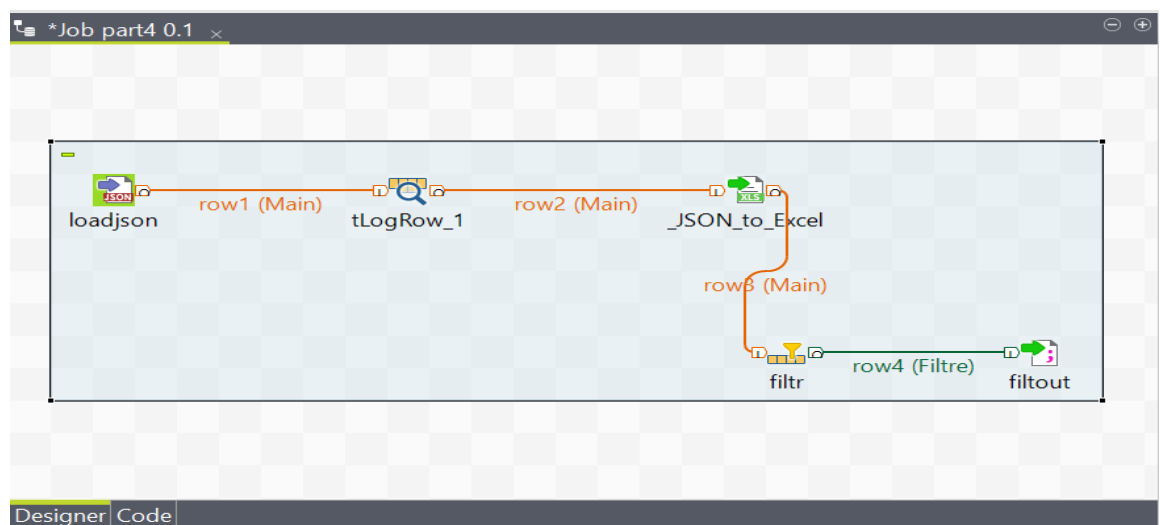 *Job part4 0.1
JSON
loadjson
row1 (Main)
tLogRow_1
row2 (Main)
XLS
_JSON_to_Excel
row3 (Main)
filtr
row4 (Filtre)
filtout
Designer
Code